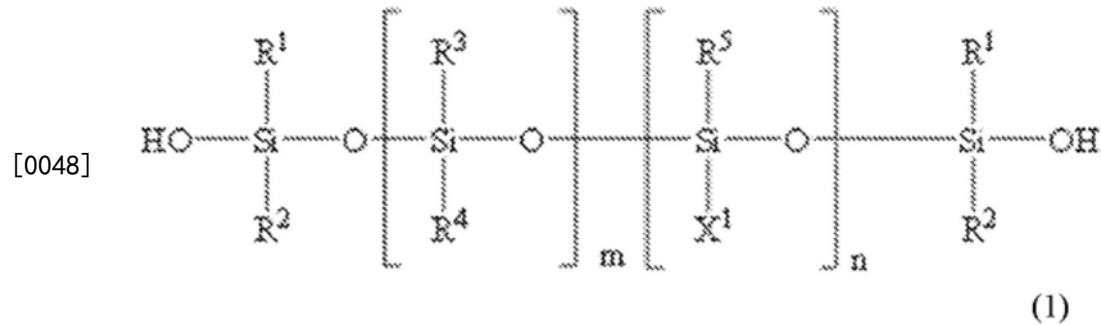 R¹ R³ R⁵ R¹
[0048] HO Si O Si O Si O Si OH
R² R⁴ X¹ R²
m n
(1)